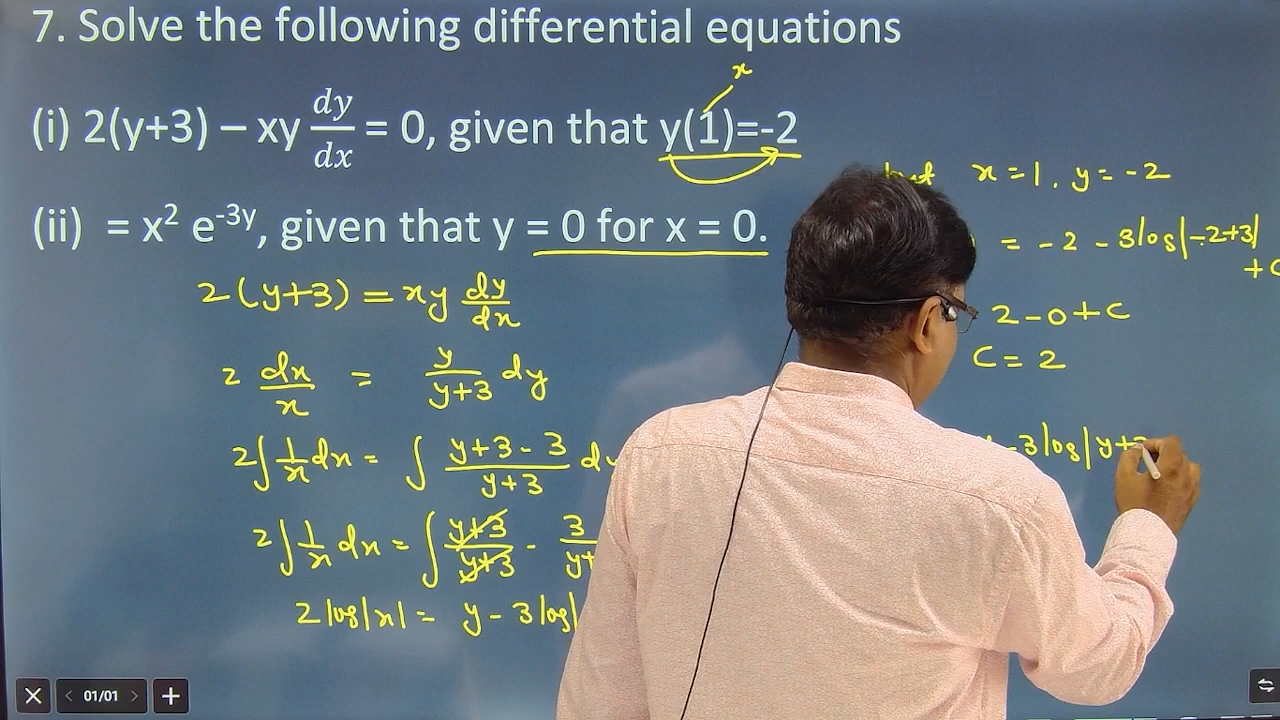 7. Solve the following differential equations
x
(i) 2(y+3) – xy dy/dx = 0, given that y(1)=-2
(ii) = x² e⁻³ʸ, given that y = 0 for x = 0.
2(y+3) = xy dy/dx
2 dx/x = y/y+3 dy
2∫1/x dx = ∫ y+3-3/y+3 dy
2∫1/x dx = ∫ y+3/y+3 - 3/
2log|x| = y - 3log|
x=1, y=-2
= -2 - 3log|-2+3|
+C
2-0+C
C=2
-3log|y+
01/01